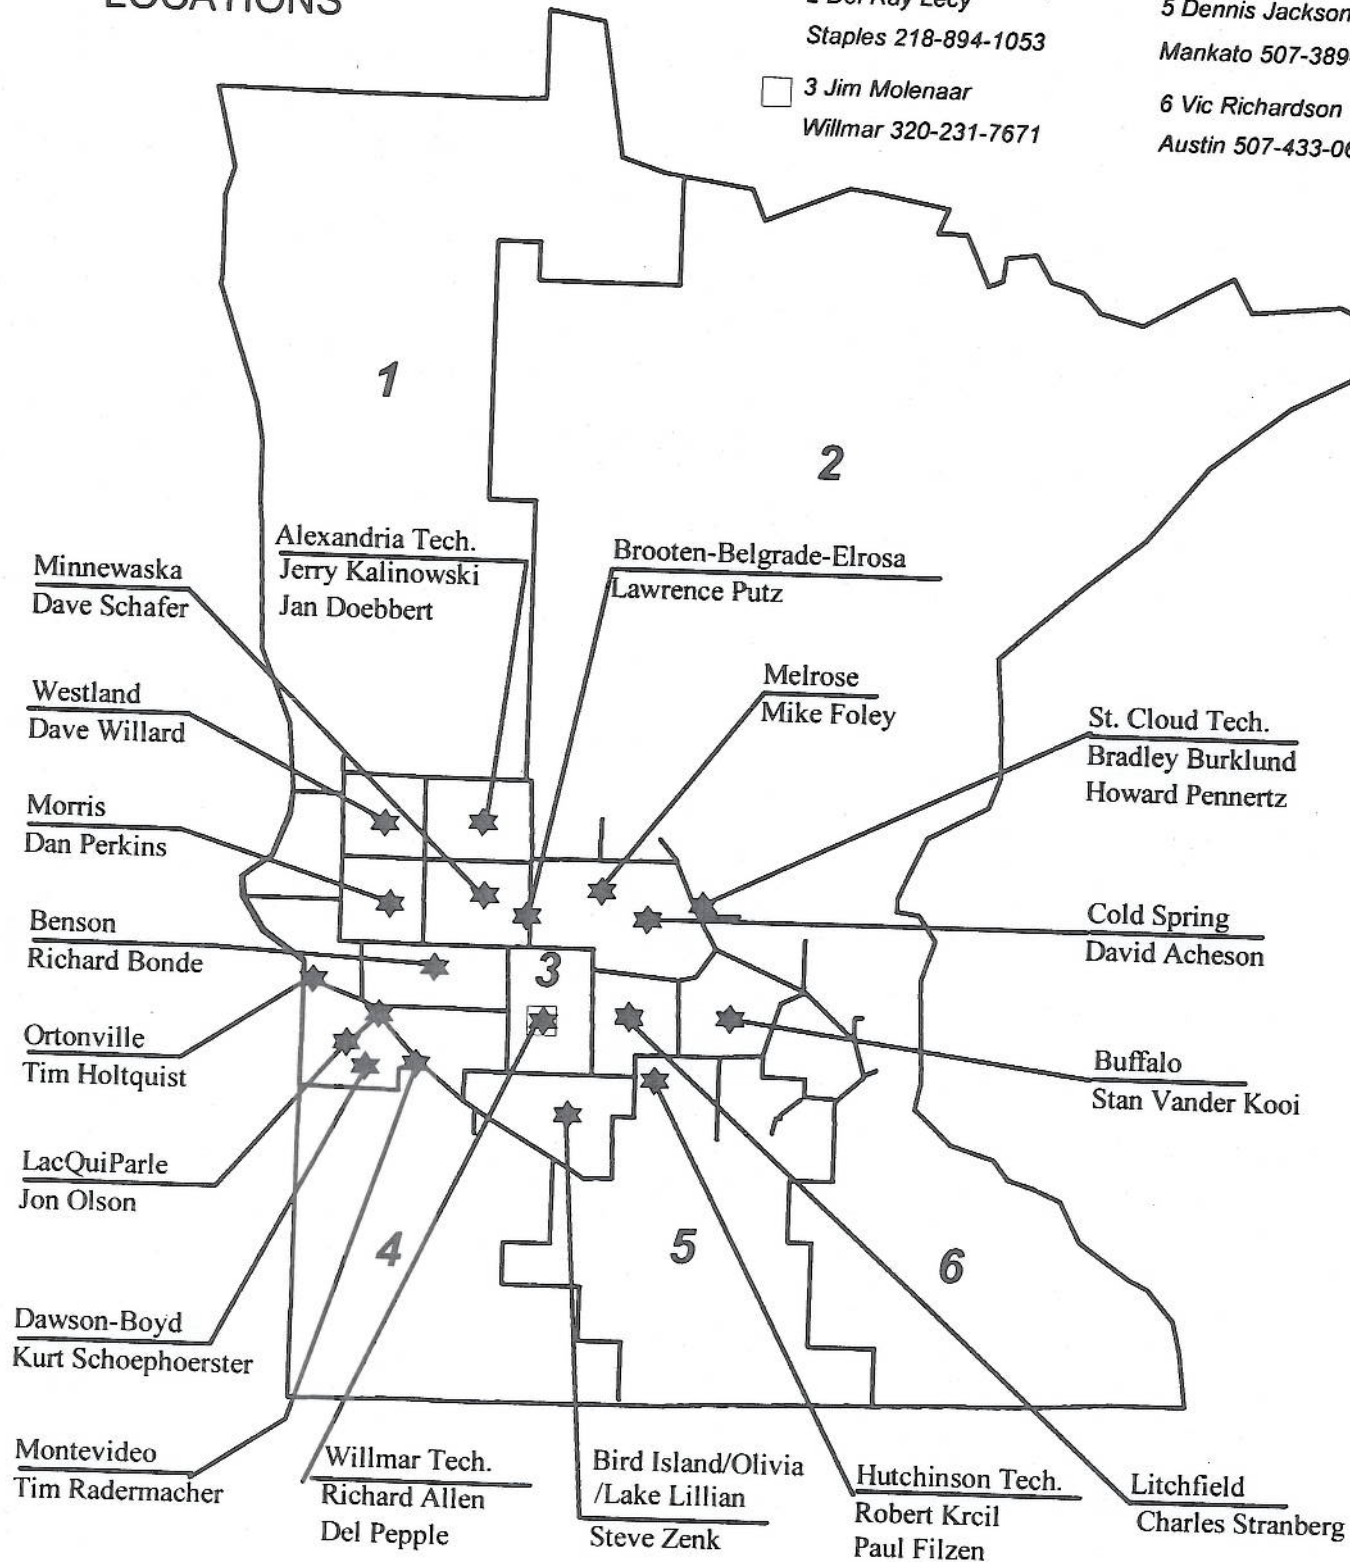 LOCATIONS
Staples 218-894-1053
3 Jim Molenaar
Willmar 320-231-7671
5 Dennis Jackson
Mankato 507-389-
6 Vic Richardson
Austin 507-433-06
1
2
Alexandria Tech.
Jerry Kalinowski
Jan Doebbert
Brooten-Belgrade-Elrosa
Lawrence Putz
Minnewaska
Dave Schafer
Melrose
Mike Foley
Westland
Dave Willard
St. Cloud Tech.
Bradley Burklund
Howard Pennertz
Morris
Dan Perkins
Benson
Richard Bonde
Cold Spring
David Acheson
3
Ortonville
Tim Holtquist
Buffalo
Stan Vander Kooi
LacQuiParle
Jon Olson
4
5
6
Dawson-Boyd
Kurt Schoephoerster
Montevideo
Tim Radermacher
Willmar Tech.
Richard Allen
Del Pepple
Bird Island/Olivia
/Lake Lillian
Steve Zenk
Hutchinson Tech.
Robert Krcil
Paul Filzen
Litchfield
Charles Stranberg